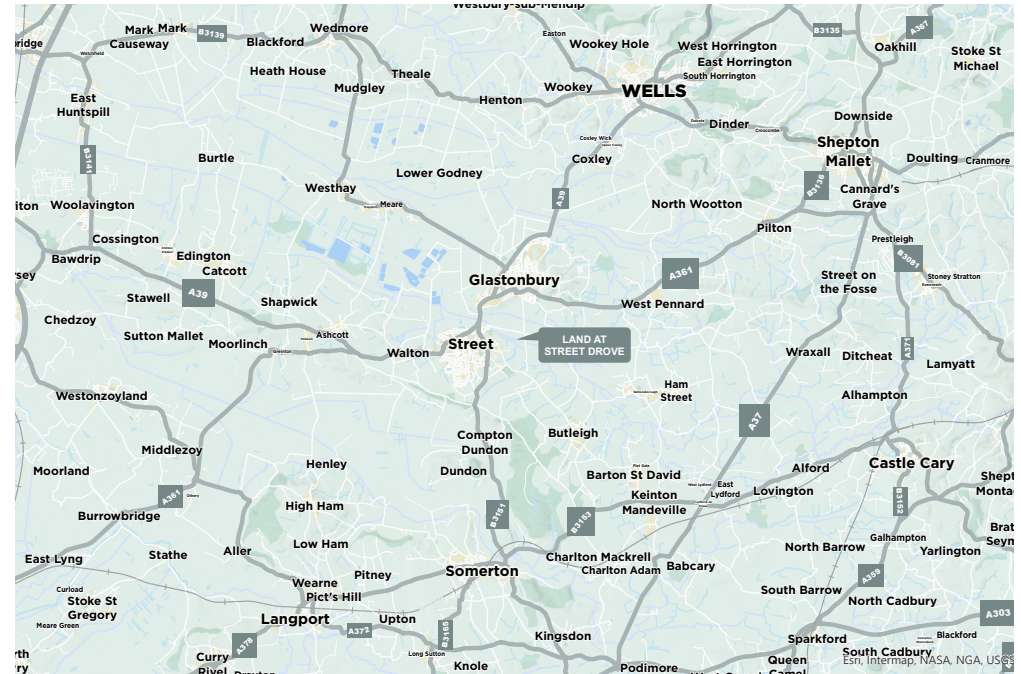 Westbury-sub-Mendip
Mark
Mark
Causeway
B3139
Blackford
Wedmore
Easton
Wookey Hole
West Horrington
East Horrington
South Horrington
B3135
A367
Oakhill
Stoke St
Michael
Watchfield
Heath House
Theale
Mudgley
Henton
Wookey
WELLS
Dinder
Croscombe
Downside
East
Huntspill
B3141
Burtle
Coxley Wick
Coxley
Shepton
Mallet
Doulting
Cranmore
Lower Godney
Westhay
Meare
A39
North Wootton
B3136
Cannard's
Grave
Woolavington
Cossington
Bawdrip
Edington
Catcott
Pilton
Prestleigh
B3081
Stoney Stratton
Evercreech
Glastonbury
A361
West Pennard
Street on
the Fosse
Stawell
A39
Shapwick
Chedzoy
Sutton Mallet
Moorlinch
Ashcott
Greinton
Walton
Street
LAND AT
STREET DROVE
Wraxall
Ditcheat
A371
Lamyatt
Ham
Street
Alhampton
Westonzoyland
A37
Middlezoy
Compton
Dundon
Butleigh
Moorland
Henley
Dundon
Barton St David
Alford
Castle Cary
West Lydford
East
Lydford
Lovington
Keinton
Mandeville
A361
Othery
High Ham
B3151
B3153
B3152
Burrowbridge
Galhampton
Low Ham
East Lyng
Stathe
Aller
Charlton Mackrell
Charlton Adam
Babcary
North Barrow
Yarlington
Somerton
Pitney
Wearne
Pict's Hill
A359
South Barrow
North Cadbury
Curload
Stoke St
Gregory
Meare Green
Langport
A372
Upton
B3165
A303
Kingsdon
Sparkford
Blackford
South Cadbury
A378
Curry
Rivel
Long Sutton
Knole
Podimore
Queen
Camel
Esri, Intermap, NASA, NGA, USGS